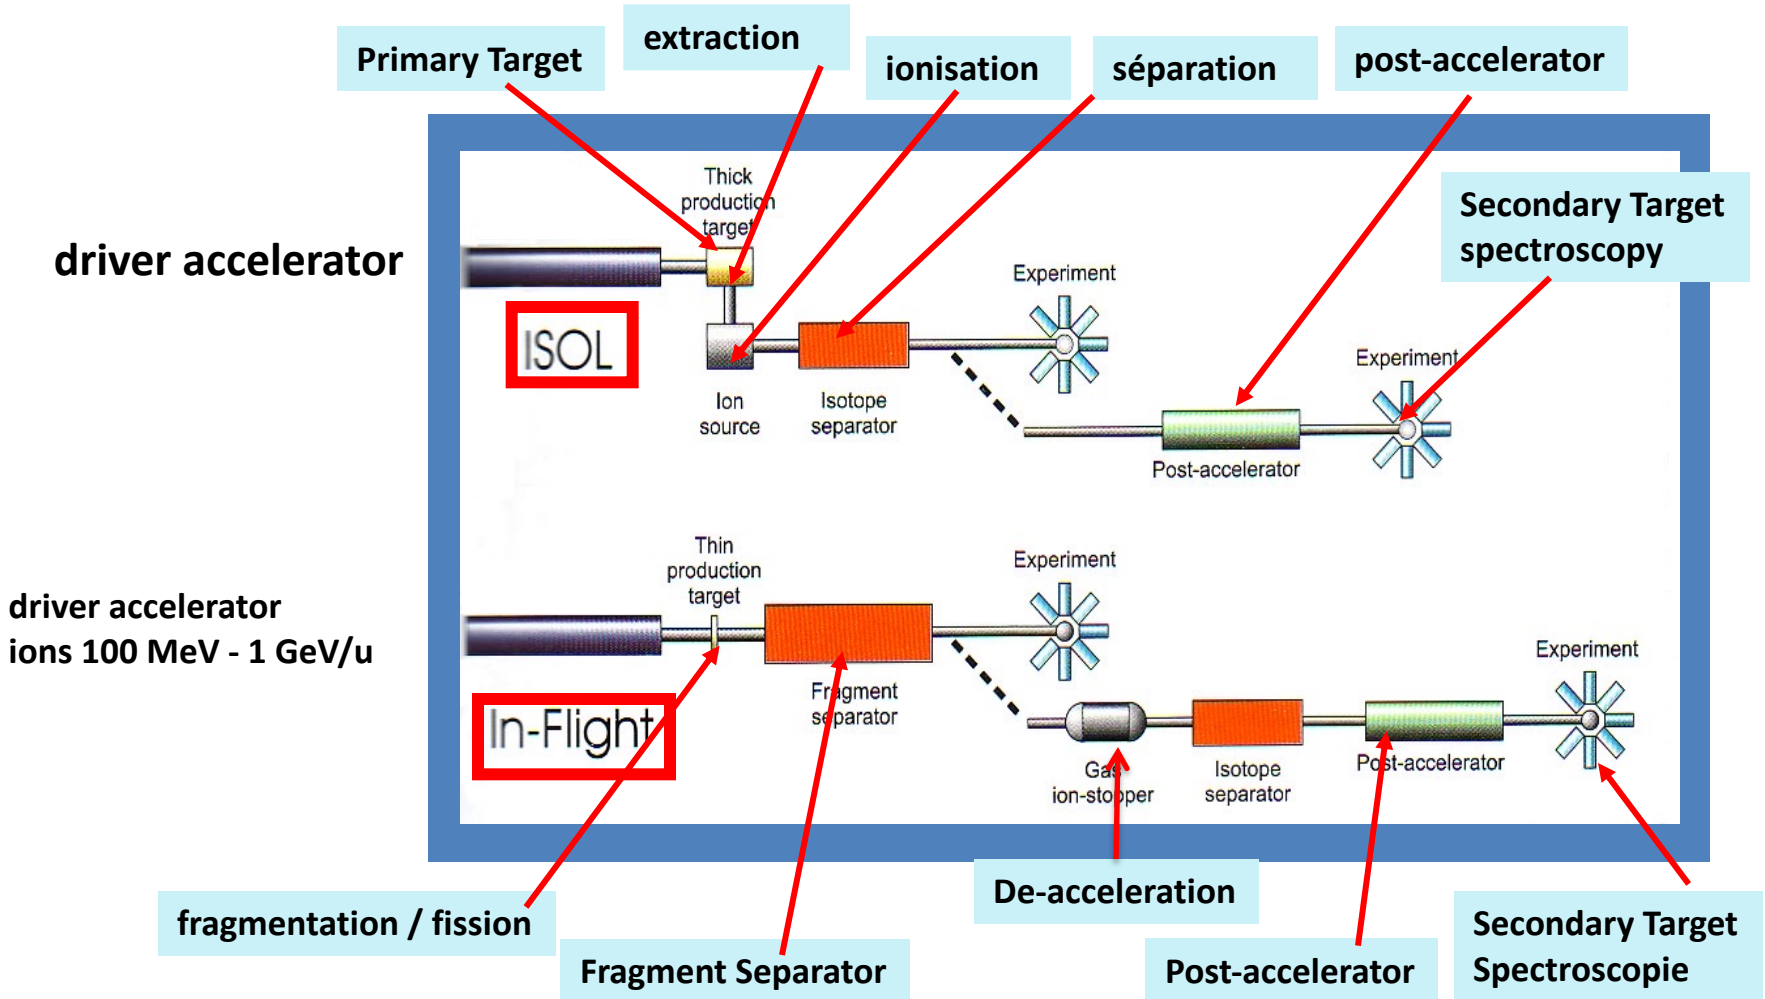 extraction
Primary Target
ionisation
séparation
post-accelerator
Thick
production
target
Secondary Target
spectroscopy
driver accelerator
Experiment
ISOL
Experiment
Ion
source
Isotope
separator
Post-accelerator
Thin
production
target
Experiment
driver accelerator
ions 100 MeV - 1 GeV/u
Experiment
Fragment
separator
In-Flight
Gas
ion-stopper
Isotope
separator
Post-accelerator
De-acceleration
fragmentation / fission
Fragment Separator
Post-accelerator
Secondary Target
Spectroscopie